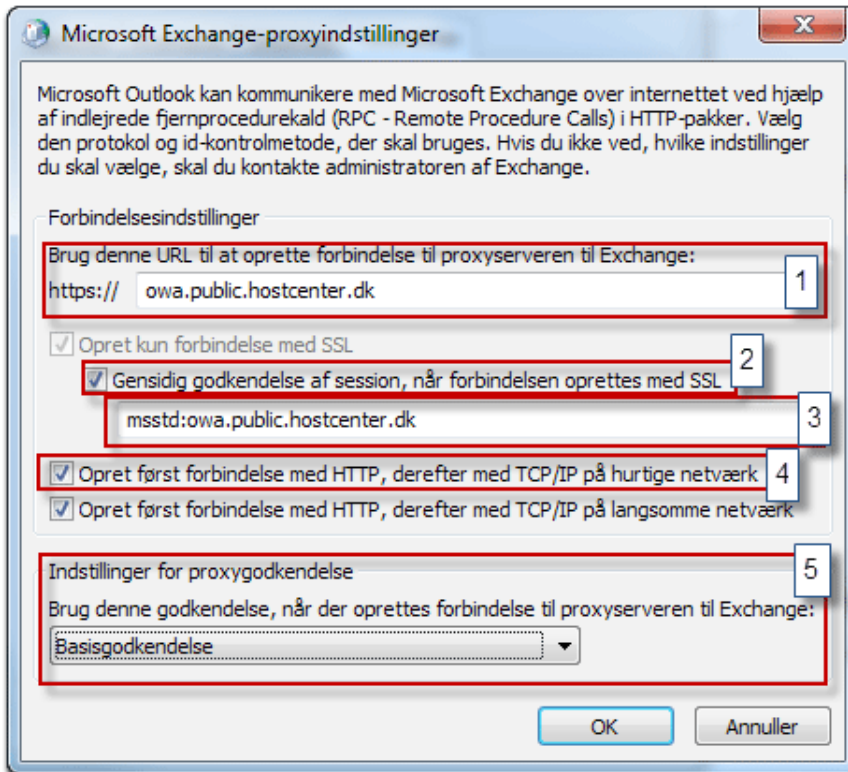 Microsoft Exchange-proxyindstillinger
Microsoft Outlook kan kommunikere med Microsoft Exchange over internettet ved hjælp
af indlejrede fjernprocedurekald (RPC - Remote Procedure Calls) i HTTP-pakker. Vælg
den protokol og id-kontrolmetode, der skal bruges. Hvis du ikke ved, hvilke indstillinger
du skal vælge, skal du kontakte administratoren af Exchange.
Forbindelsesindstillinger
Brug denne URL til at oprette forbindelse til proxyserveren til Exchange:
https:// owa.public.hostcenter.dk 1
Opret kun forbindelse med SSL
Gensidig godkendelse af session, når forbindelsen oprettes med SSL 2
msstd:owa.public.hostcenter.dk 3
Opret først forbindelse med HTTP, derefter med TCP/IP på hurtige netværk 4
Opret først forbindelse med HTTP, derefter med TCP/IP på langsomme netværk
Indstillinger for proxygodkendelse 5
Brug denne godkendelse, når der oprettes forbindelse til proxyserveren til Exchange:
Basisgodkendelse
OK Annuller